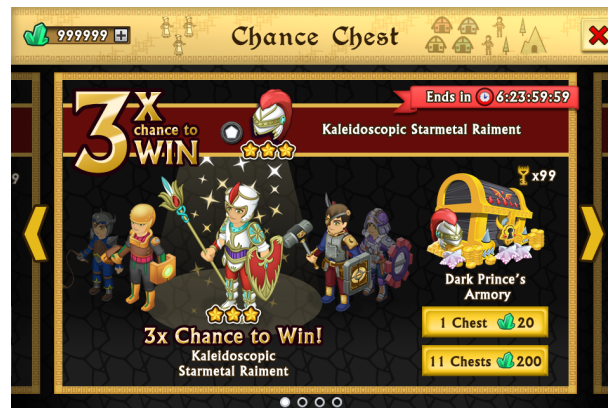 999999
Chance Chest
Ends in 6:23:59:59
3X
chance to
WIN
Kaleidoscopic Starmetal Raiment
x99
9
3x Chance to Win!
Kaleidoscopic
Starmetal Raiment
Dark Prince's
Armory
1 Chest 20
11 Chests 200